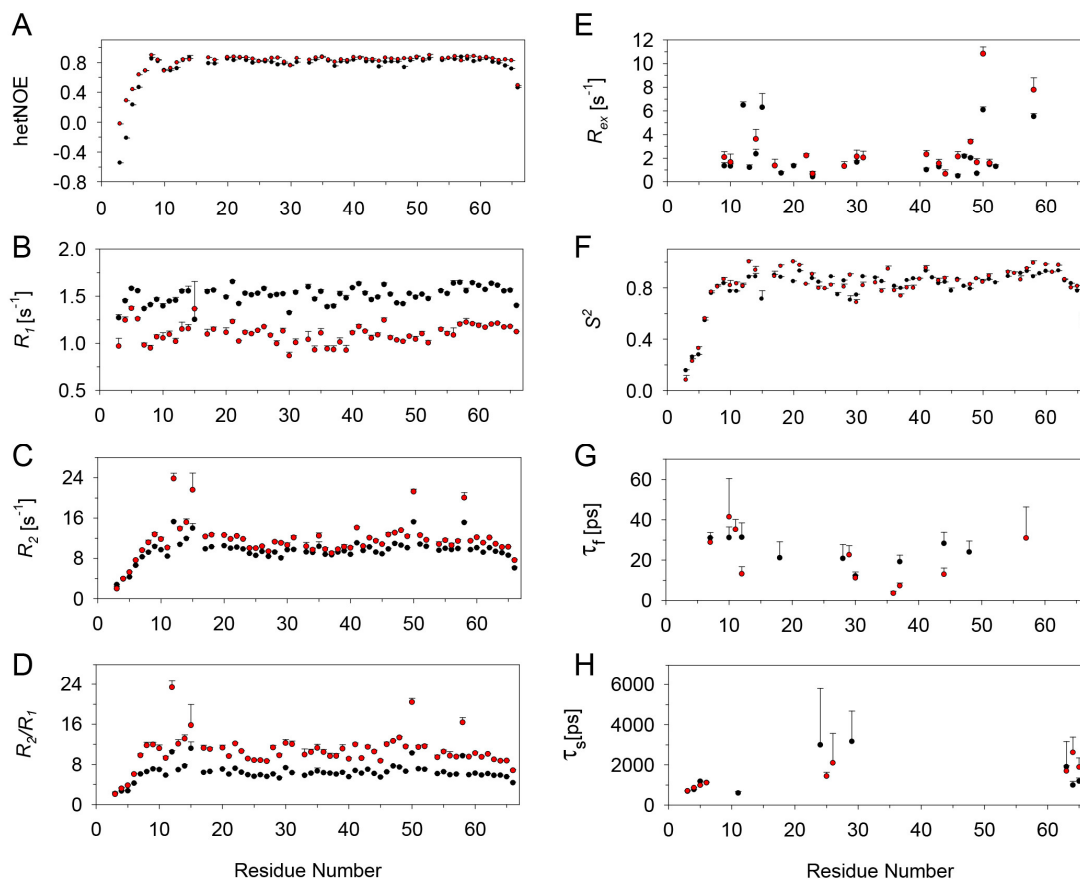 A
hetNOE
0.8
0.4
0.0
-0.4
-0.8
0 10 20 30 40 50 60
B
R1 [s-1]
2.0
1.5
1.0
0.5
0 10 20 30 40 50 60
C
R2 [s-1]
24
16
8
0
0 10 20 30 40 50 60
D
R2/R1
24
16
8
0
0 10 20 30 40 50 60
Residue Number
E
Rex [s-1]
12
10
8
6
4
2
0
0 10 20 30 40 50 60
F
S2
0.8
0.4
0.0
0 10 20 30 40 50 60
G
τf [ps]
60
40
20
0
0 10 20 30 40 50 60
H
τs[ps]
6000
4000
2000
0
0 10 20 30 40 50 60
Residue Number